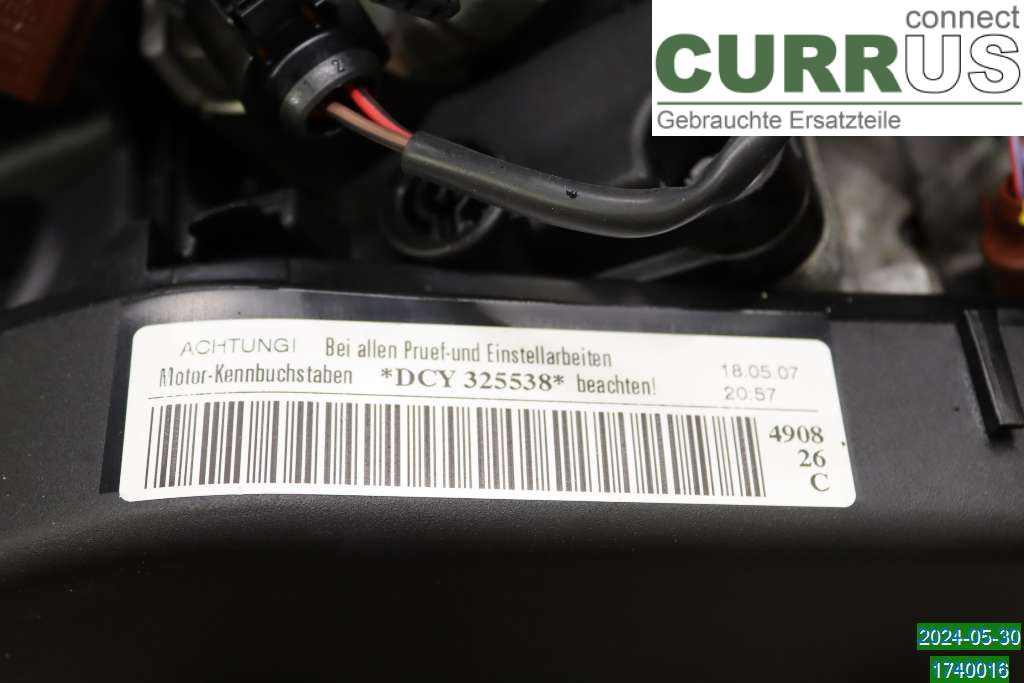 connect
CURRUS
Gebrauchte Ersatzteile
2
ACHTUNG! Bei allen Pruef-und Einstellarbeiten
Motor-Kennbuchstaben *DCY 325538* beachten!
18.05.07
20:57
4908
26
C
2024-05-30
1740016